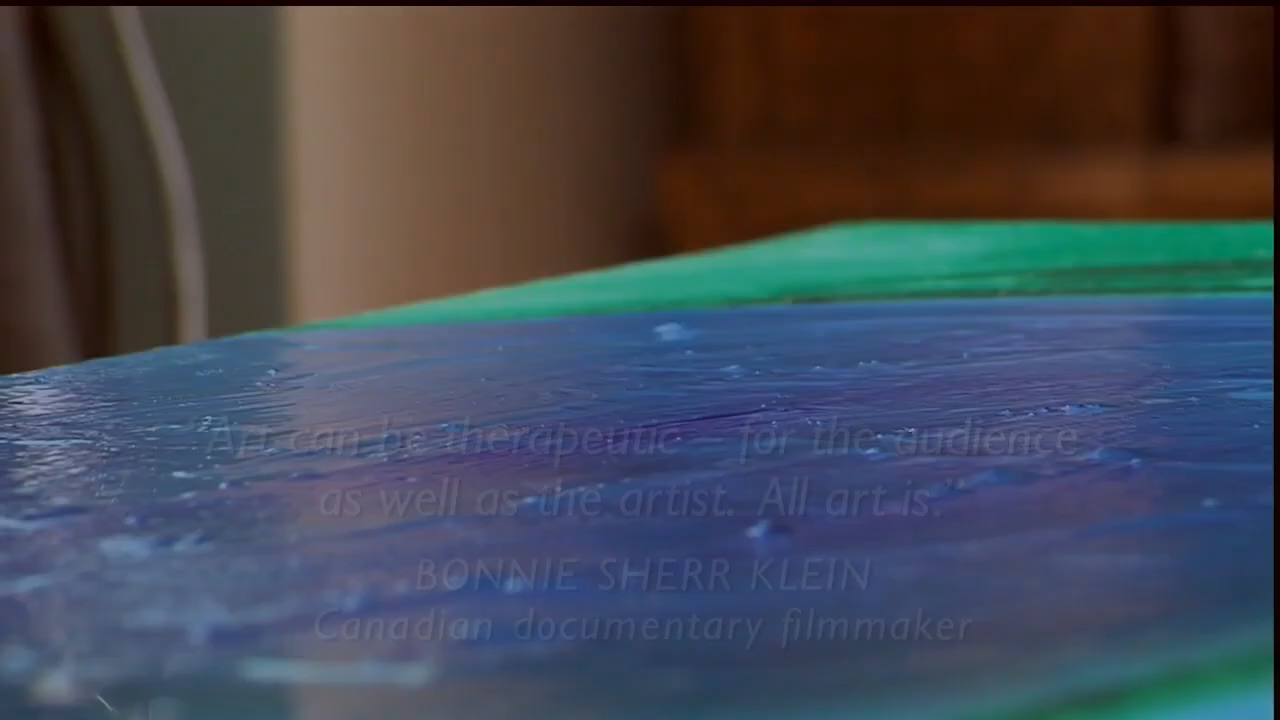 "Art can be therapeutic for the audience
as well as the artist. All art is."
BONNIE SHERR KLEIN
Canadian documentary filmmaker